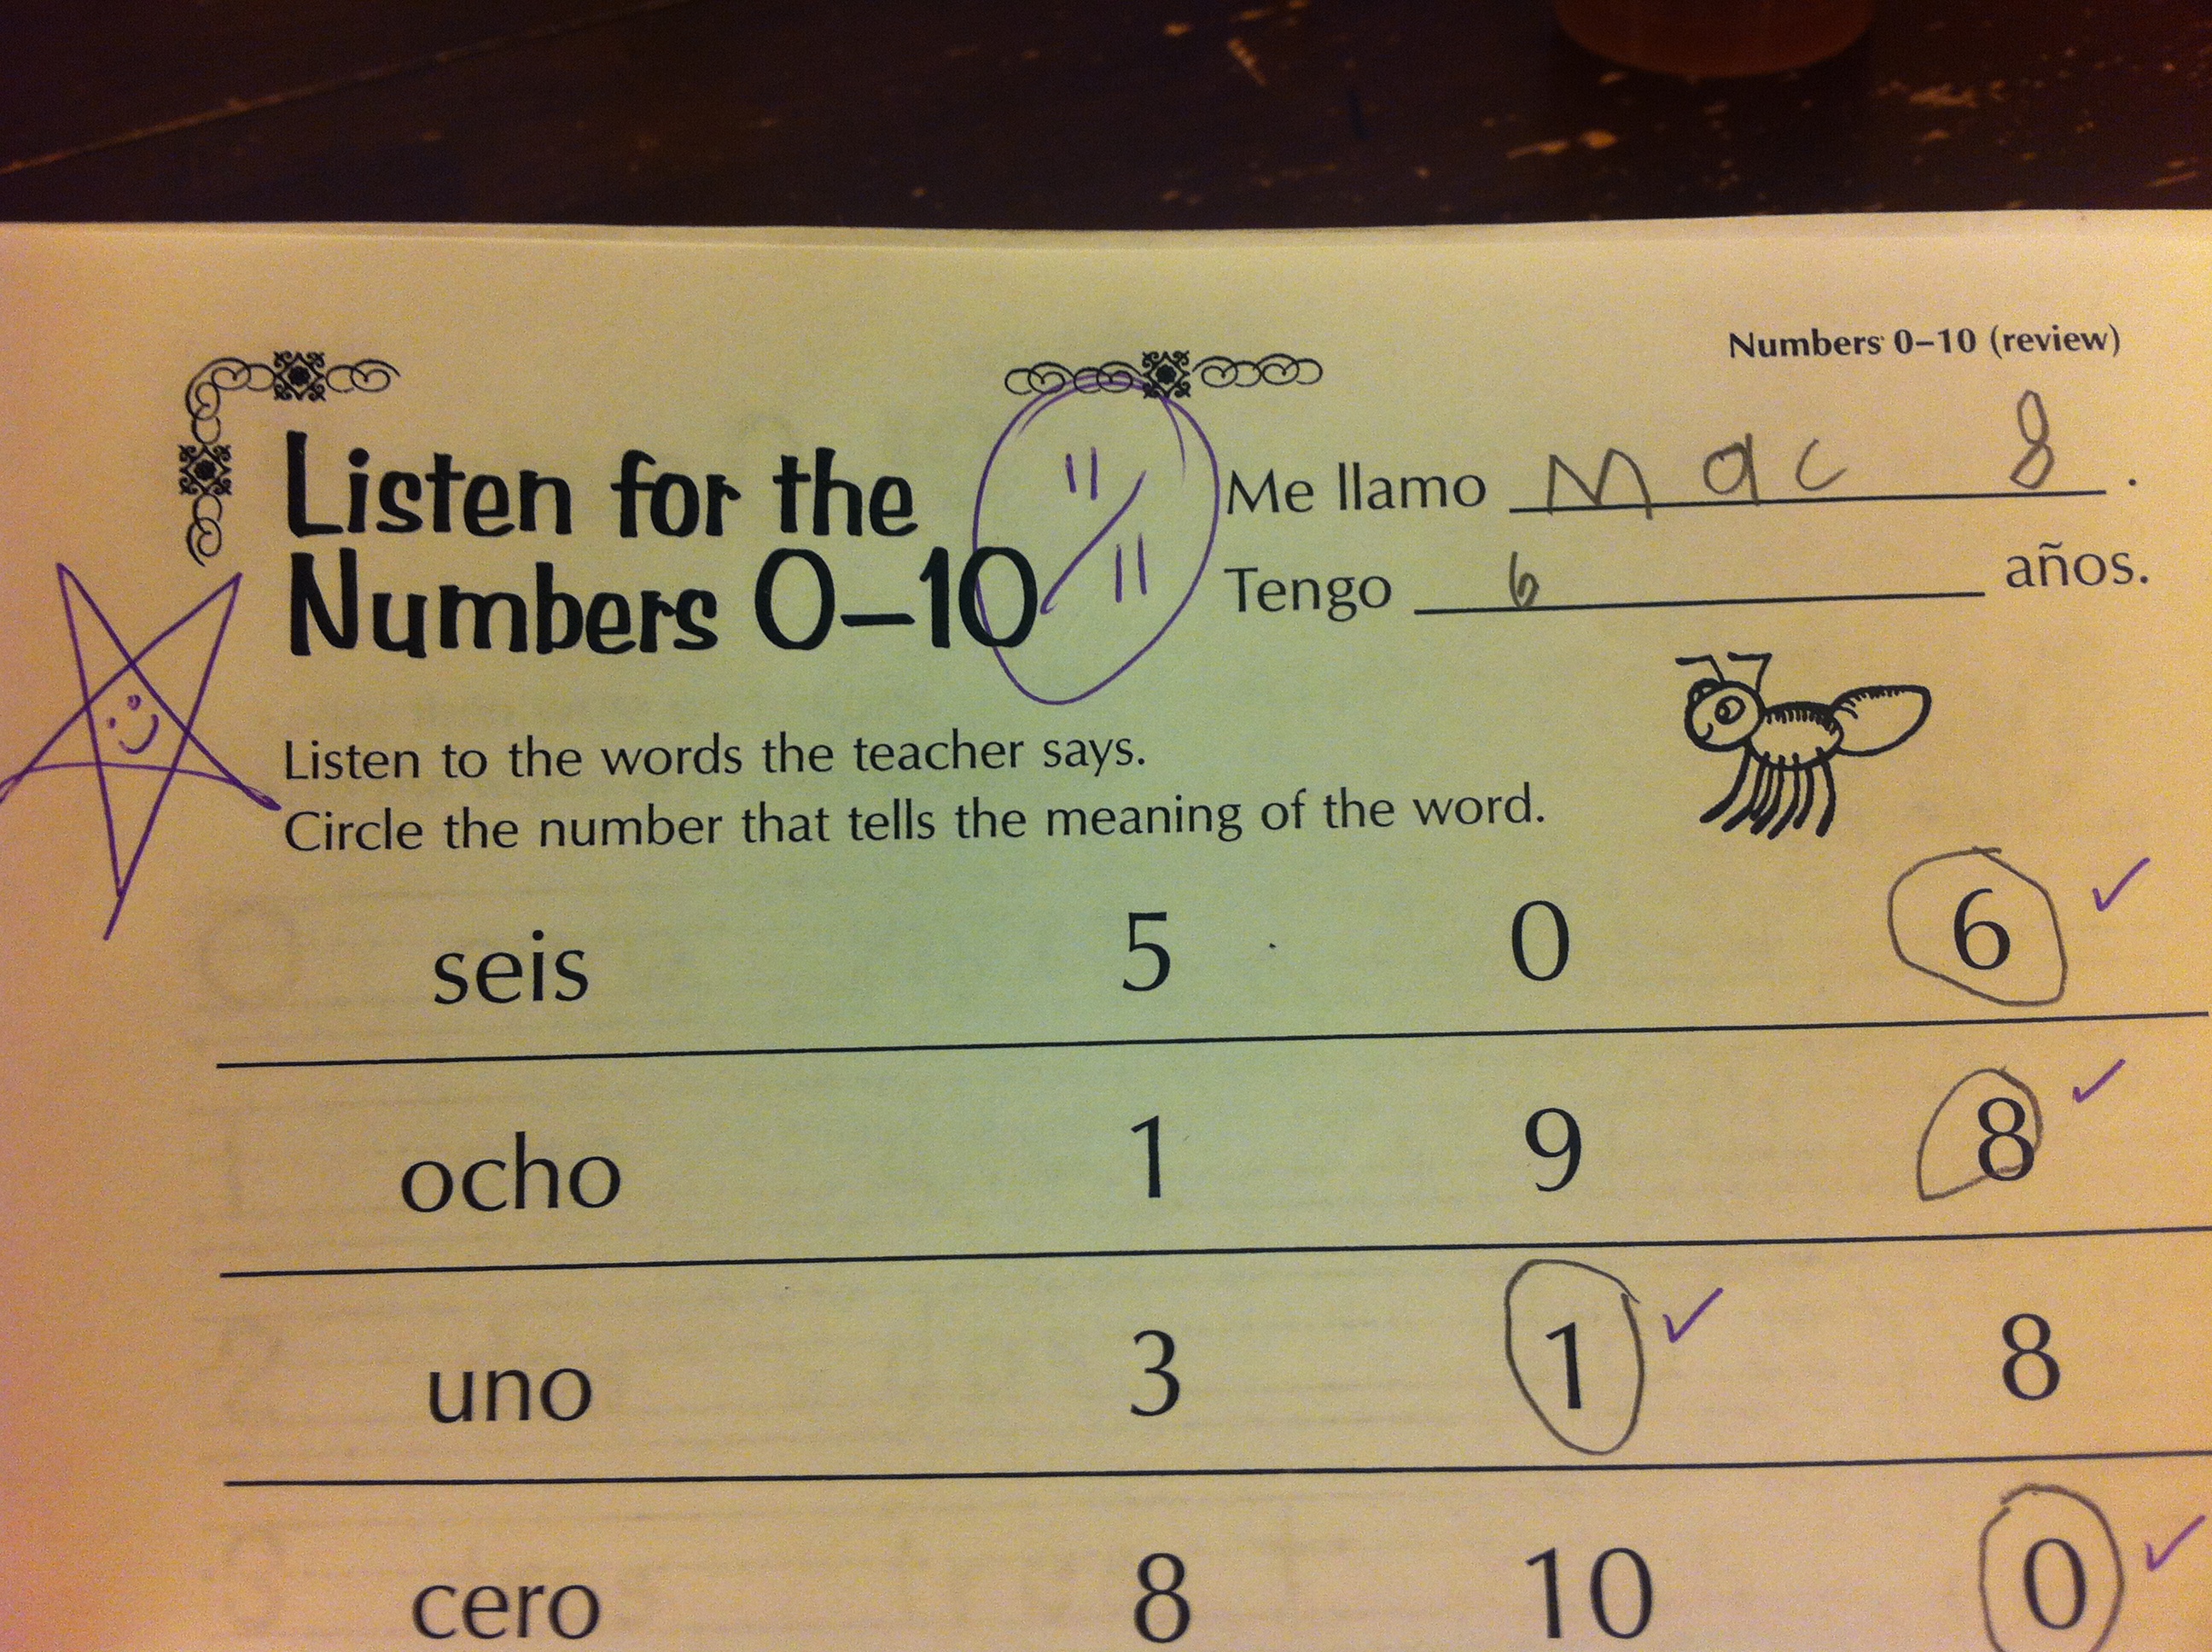 Numbers 0–10 (review)
Listen for the
Numbers 0–10
11/11
Me llamo Mac 8.
Tengo 6 años.
Listen to the words the teacher says.
Circle the number that tells the meaning of the word.
seis 5 0 6
ocho 1 9 8
uno 3 1 8
cero 8 10 0